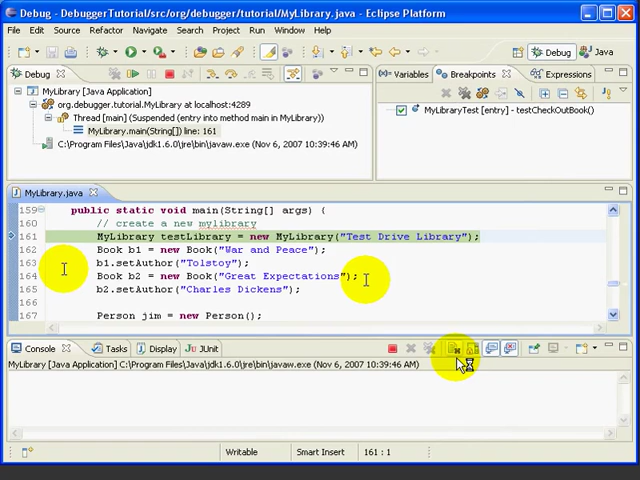 Debug - DebuggerTutorial/src/org/debugger/tutorial/MyLibrary.java - Eclipse Platform
File Edit Source Refactor Navigate Search Project Run Window Help
Debug Java
Debug
MyLibrary [Java Application]
org.debugger.tutorial.MyLibrary at localhost:4289
Thread [main] (Suspended (entry into method main in MyLibrary))
MyLibrary.main(String[]) line: 161
C:\Program Files\Java\jdk1.6.0\jre\bin\javaw.exe (Nov 6, 2007 10:39:46 AM)
Variables Breakpoints Expressions
MyLibraryTest [entry] - testCheckOutBook()
MyLibrary.java
159 public static void main(String[] args) {
160 // create a new mylibrary
161 MyLibrary testLibrary = new MyLibrary("Test Drive Library");
162 Book b1 = new Book("War and Peace");
163 b1.setAuthor("Tolstoy");
164 Book b2 = new Book("Great Expectations");
165 b2.setAuthor("Charles Dickens");
166
167 Person jim = new Person();
Console Tasks Display JUnit
MyLibrary [Java Application] C:\Program Files\Java\jdk1.6.0\jre\bin\javaw.exe (Nov 6, 2007 10:39:46 AM)
Writable Smart Insert 161 : 1